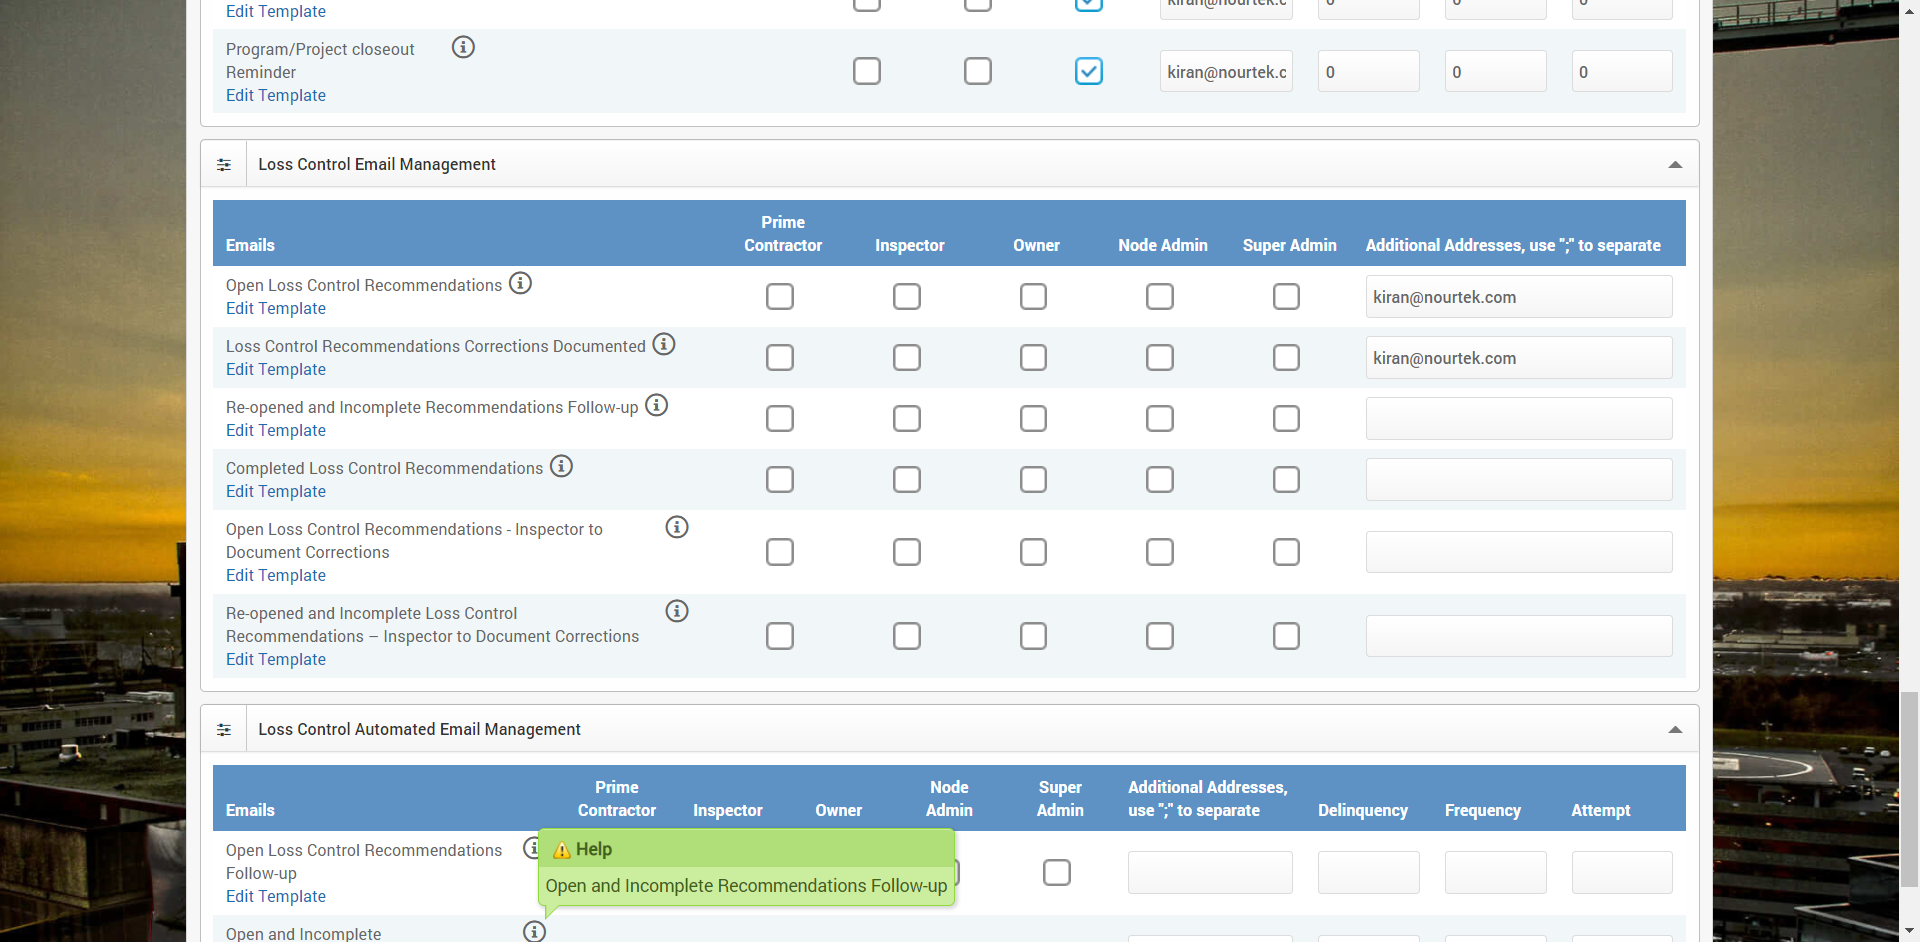 Edit Template
Program/Project closeout
Reminder
Edit Template
kiran@nourtek.c
0
0
0
Loss Control Email Management
Emails
Prime
Contractor
Inspector
Owner
Node Admin
Super Admin
Additional Addresses, use ";" to separate
Open Loss Control Recommendations
Edit Template
kiran@nourtek.com
Loss Control Recommendations Corrections Documented
Edit Template
kiran@nourtek.com
Re-opened and Incomplete Recommendations Follow-up
Edit Template
Completed Loss Control Recommendations
Edit Template
Open Loss Control Recommendations - Inspector to
Document Corrections
Edit Template
Re-opened and Incomplete Loss Control
Recommendations – Inspector to Document Corrections
Edit Template
Loss Control Automated Email Management
Emails
Prime
Contractor
Inspector
Owner
Node
Admin
Super
Admin
Additional Addresses,
use ";" to separate
Delinquency
Frequency
Attempt
Open Loss Control Recommendations
Follow-up
Edit Template
Help
Open and Incomplete Recommendations Follow-up
Open and Incomplete